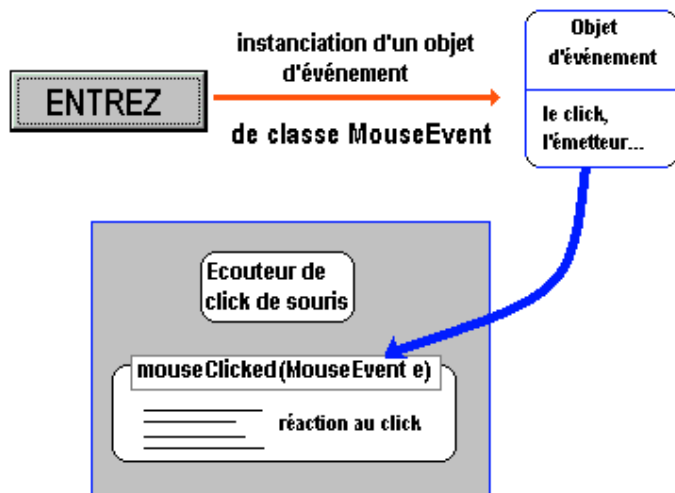 ENTREZ
instanciation d'un objet
d'événement
de classe MouseEvent
Objet
d'événement
le click,
l'émetteur...
Ecouteur de
click de souris
mouseClicked(MouseEvent e)
réaction au click